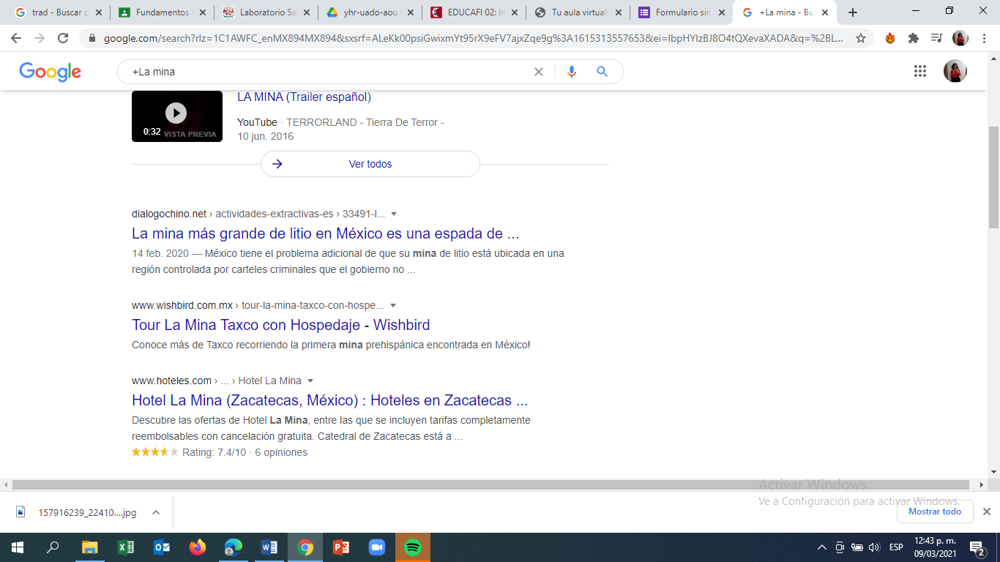 trad - Buscar c
Fundamentos
Laboratorio Sa
yhr-uado-aou
EDUCAFI 02: In
Tu aula virtual
Formulario sin
+La mina - Bus
google.com/search?rlz=1C1AWFC_enMX894MX894&sxsrf=ALeKk00psiGwixmYt95rX9eFV7ajxZqe9g%3A1615313557653&ei=IbpHYIzBJ8O4tQXevaXADA&q=%2BL...
Google
+La mina
0:32 VISTA PREVIA
LA MINA (Trailer español)
YouTube · TERRORLAND - Tierra De Terror -
10 jun. 2016
Ver todos
dialogochino.net › actividades-extractivas-es › 33491-l...
La mina más grande de litio en México es una espada de ...
14 feb. 2020 — México tiene el problema adicional de que su mina de litio está ubicada en una
región controlada por carteles criminales que el gobierno no ...
www.wishbird.com.mx › tour-la-mina-taxco-con-hospe...
Tour La Mina Taxco con Hospedaje - Wishbird
Conoce más de Taxco recorriendo la primera mina prehispánica encontrada en México!
www.hoteles.com › ... › Hotel La Mina
Hotel La Mina (Zacatecas, México) : Hoteles en Zacatecas ...
Descubre las ofertas de Hotel La Mina, entre las que se incluyen tarifas completamente
reembolsables con cancelación gratuita. Catedral de Zacatecas está a ...
Rating: 7.4/10 · 6 opiniones
Activar Windows
Ve a Configuración para activar Windows.
157916239_22410....jpg
Mostrar todo
ESP
12:43 p. m.
09/03/2021
2